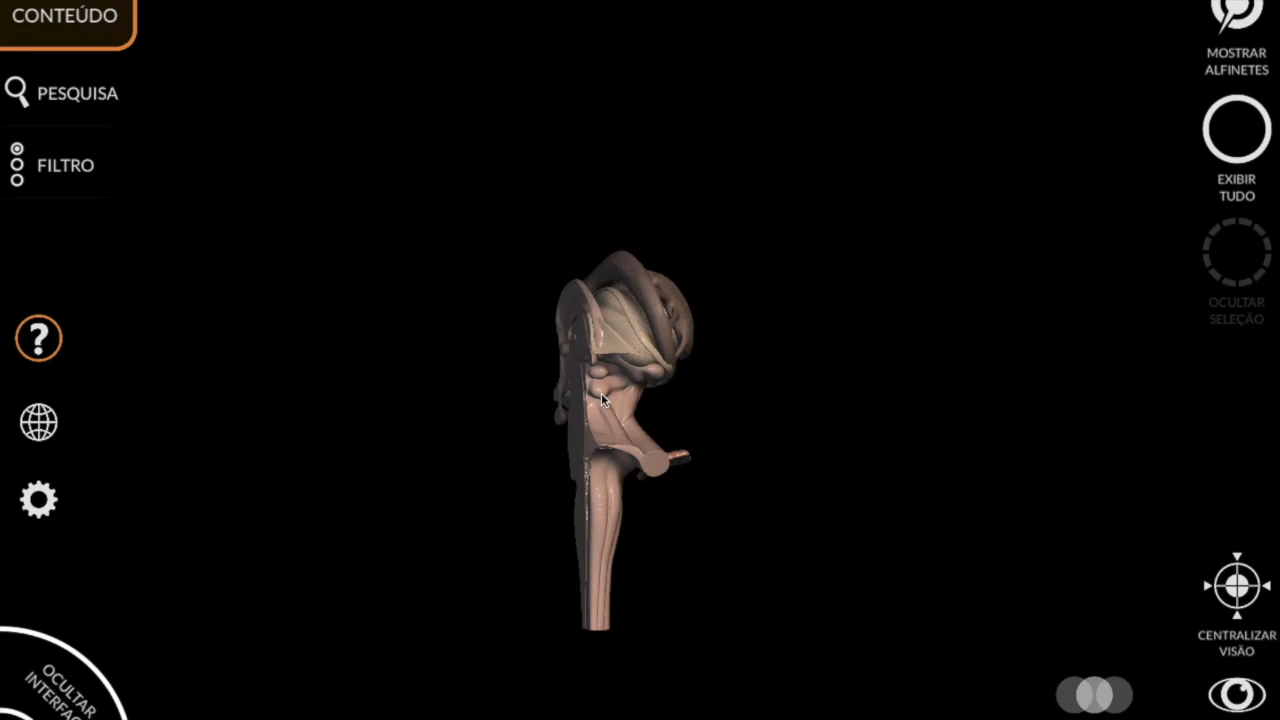 CONTEÚDO
PESQUISA
FILTRO
?
OCULTAR
MOSTRAR
ALFINETES
EXIBIR
TUDO
OCULTAR
SELEÇÃO
CENTRALIZAR
VISÃO